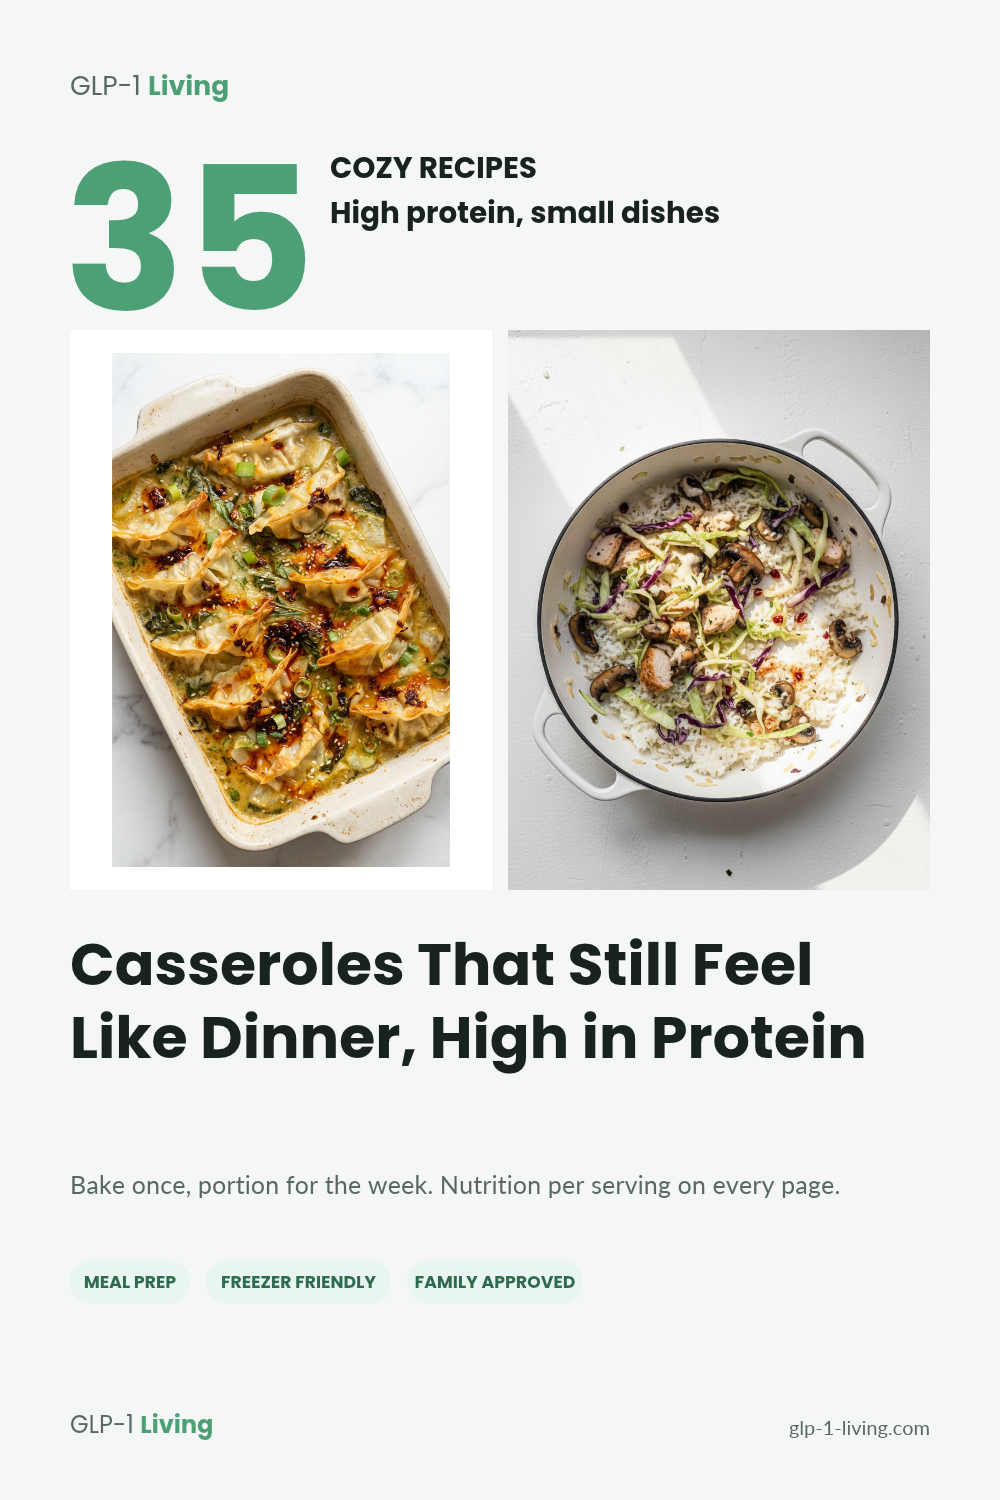 GLP-1 Living
35
COZY RECIPES
High protein, small dishes
Casseroles That Still Feel
Like Dinner, High in Protein
Bake once, portion for the week. Nutrition per serving on every page.
MEAL PREP
FREEZER FRIENDLY
FAMILY APPROVED
GLP-1 Living
glp-1-living.com